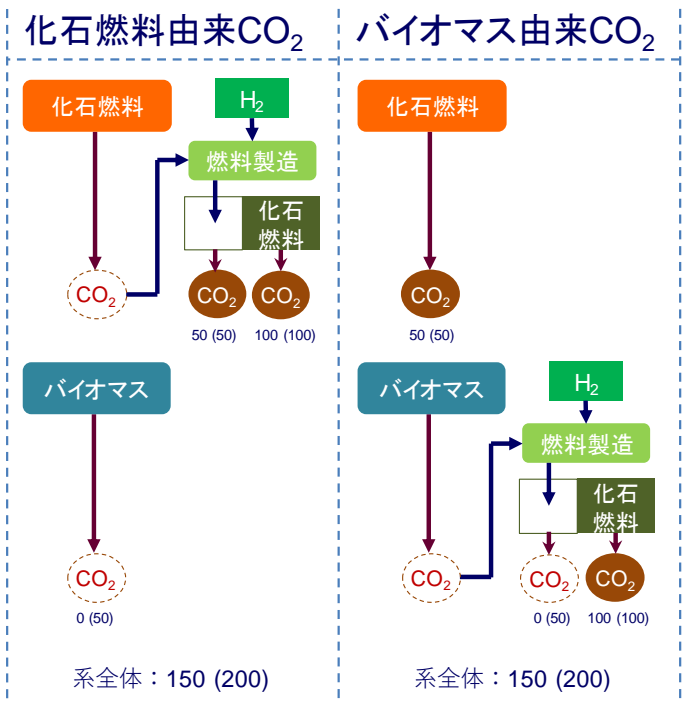 化石燃料由来CO2
化石燃料
H2
燃料製造
化石
燃料
CO2
CO2
CO2
50 (50)
100 (100)
バイオマス
CO2
0 (50)
系全体：150 (200)
バイオマス由来CO2
化石燃料
CO2
50 (50)
バイオマス
H2
燃料製造
化石
燃料
CO2
CO2
CO2
0 (50)
100 (100)
系全体：150 (200)